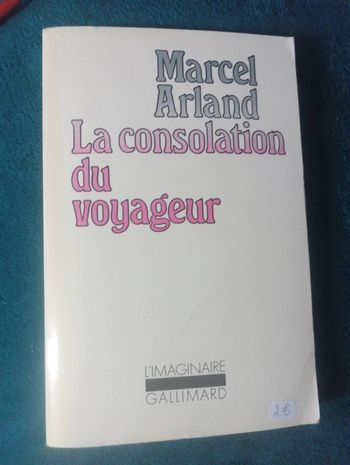 Marcel
Arland
La consolation
du
voyageur
L'IMAGINAIRE
GALLIMARD
2€